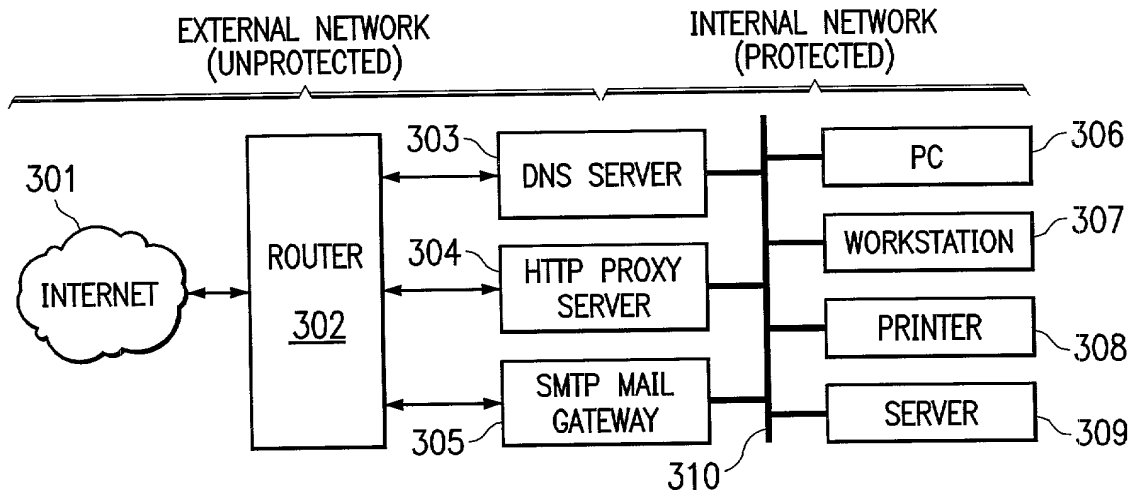 EXTERNAL NETWORK
(UNPROTECTED)
INTERNAL NETWORK
(PROTECTED)
301
INTERNET
ROUTER
302
303
DNS SERVER
304
HTTP PROXY
SERVER
305
SMTP MAIL
GATEWAY
310
PC
306
WORKSTATION
307
PRINTER
308
SERVER
309